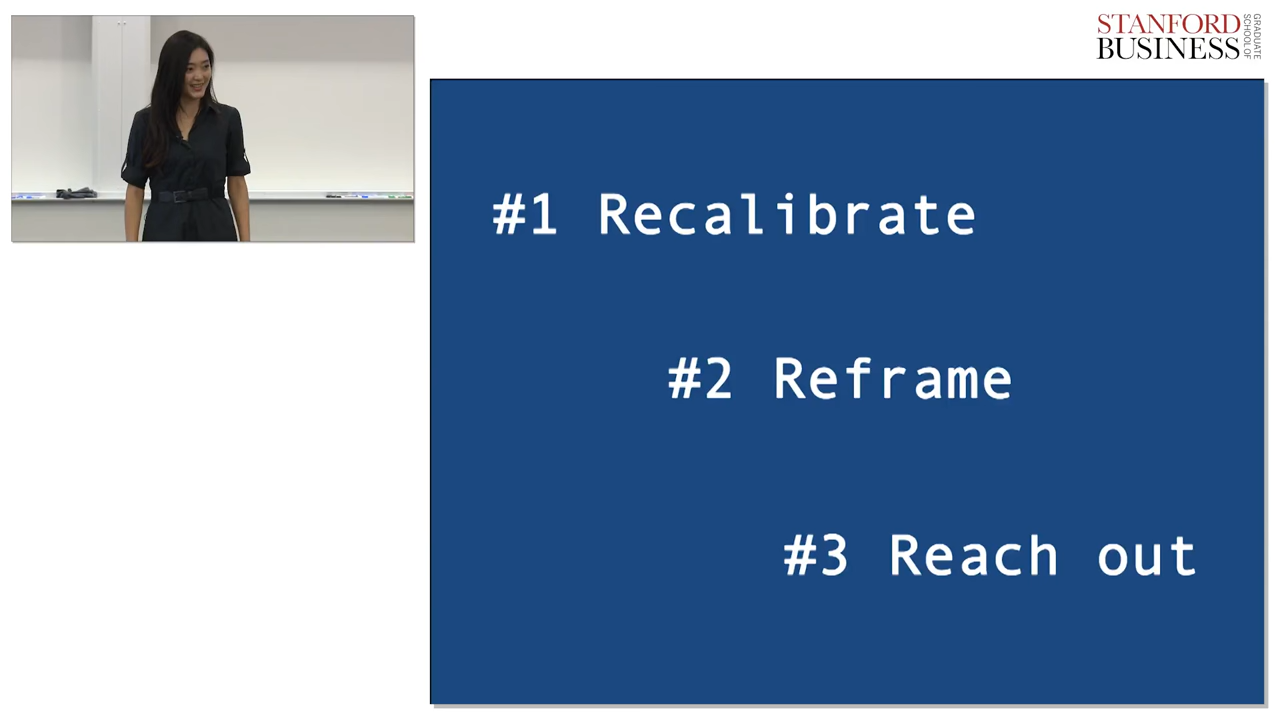 STANFORD
BUSINESS
GRADUATE
SCHOOL OF
#1 Recalibrate
#2 Reframe
#3 Reach out